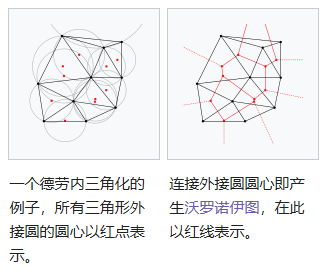 一个德劳内三角化的
例子，所有三角形外
接圆的圆心以红点表
示。
连接外接圆圆心即产
生沃罗诺伊图，在此
以红线表示。